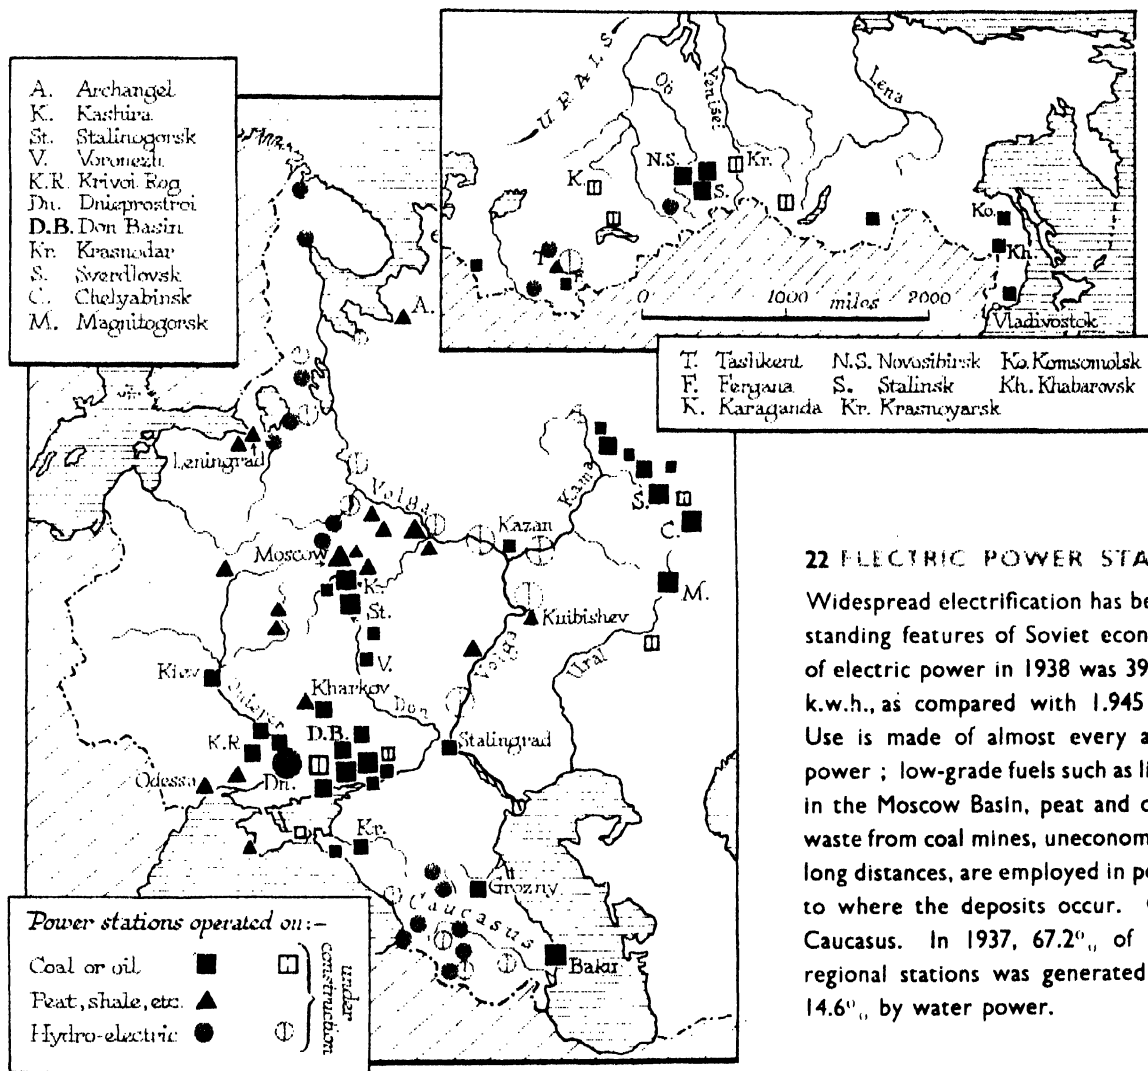 A. Archangel
K. Kashira
St. Stalinogorsk
V. Voronezh
K.R. Krivoi Rog
Dn. Dnieprostroi
D.B. Don Basin
Kr. Krasnodar
S. Sverdlovsk
C. Chelyabinsk
M. Magnitogorsk
URALS
Ob
Yenisei
Lena
N.S.
Kr.
K.
S.
Ko.
Kh.
T
F
0 1000 miles 2000
Vladivostok
T. Tashkent N.S. Novosibirsk Ko. Komsomolsk
F. Fergana S. Stalinsk Kh. Khabarovsk
K. Karaganda Kr. Krasnoyarsk
A.
Leningrad
Volga
Kama
S.
C.
Kazan
Moscow
K.
St.
M.
Kuibishev
V.
Volga
Ural
Kiev
Dnieper
Kharkov
Don
D.B.
K.R.
Stalingrad
Odessa
Dn.
Kr.
Grozny
Caucasus
Baku
Power stations operated on:-
Coal or oil
Peat, shale, etc.
Hydro-electric
under construction
22 ELECTRIC POWER STA
Widespread electrification has be
standing features of Soviet econ
of electric power in 1938 was 39
k.w.h., as compared with 1.945
Use is made of almost every a
power ; low-grade fuels such as li
in the Moscow Basin, peat and o
waste from coal mines, uneconom
long distances, are employed in po
to where the deposits occur.
Caucasus. In 1937, 67.2% of
regional stations was generated
14.6% by water power.